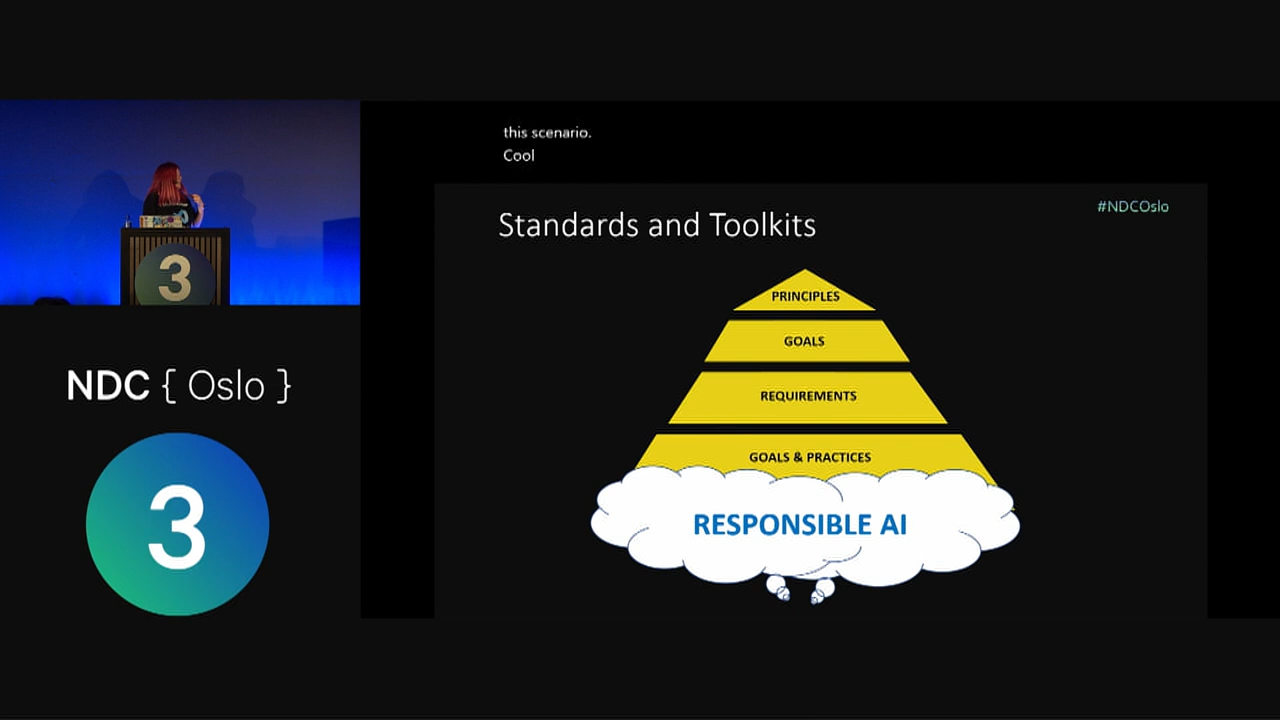 this scenario.
Cool
Standards and Toolkits
#NDCOslo
PRINCIPLES
GOALS
REQUIREMENTS
GOALS & PRACTICES
RESPONSIBLE AI
3
NDC { Oslo }
3